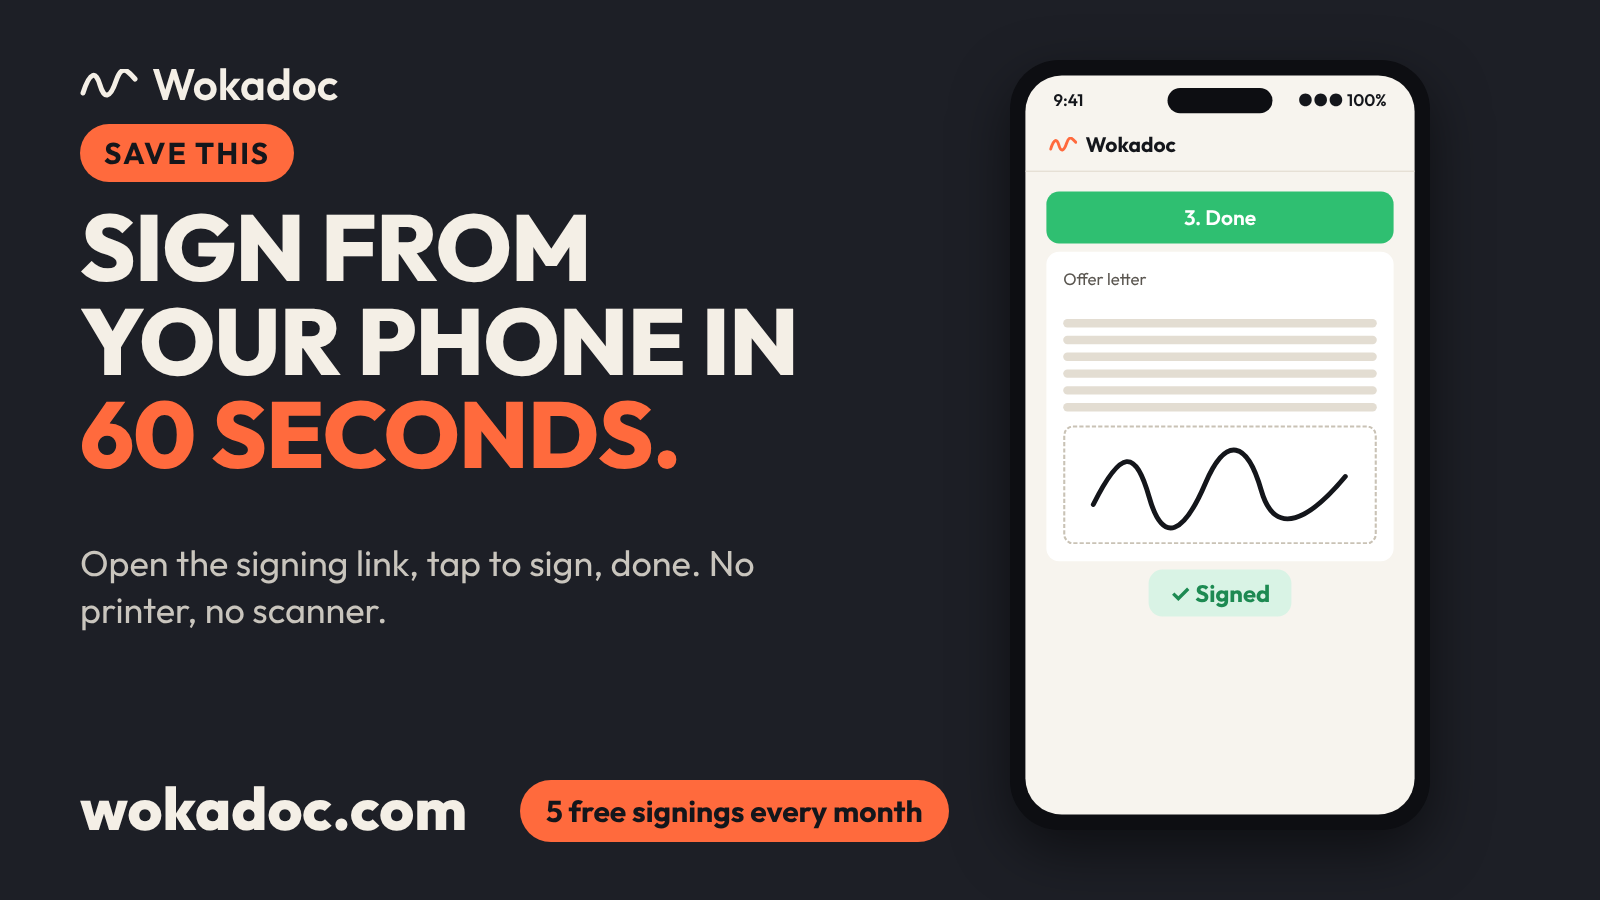 Wokadoc
SAVE THIS
SIGN FROM
YOUR PHONE IN
60 SECONDS.
Open the signing link, tap to sign, done. No
printer, no scanner.
wokadoc.com
5 free signings every month
9:41
100%
Wokadoc
3. Done
Offer letter
✓ Signed